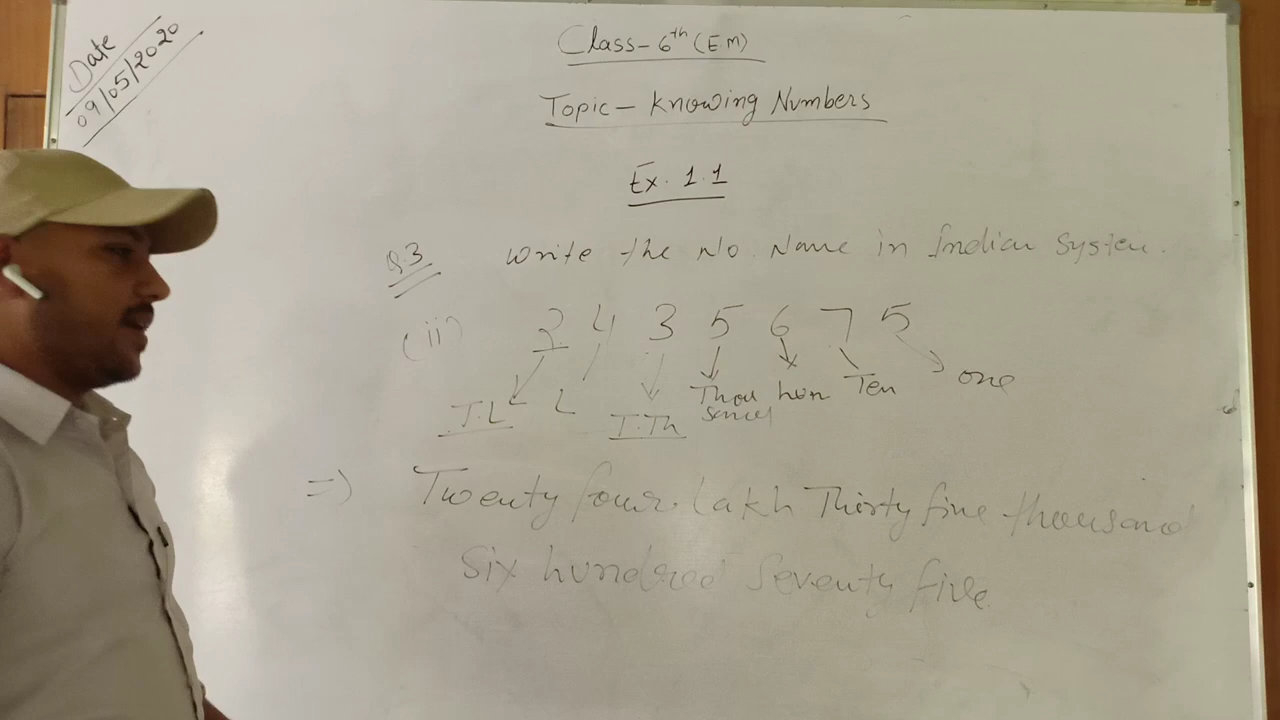 Date
09/05/2020
Class-6th (EM)
Topic- Knowing Numbers
Ex. 1.1
Q.3 Write the No. Name in Indian System.
(ii) 2 4 3 5 6 7 5
T.L L T.Th Thou hun Ten one
=) Twenty four Lakh Thirty five thousand
Six hundred Seventy five